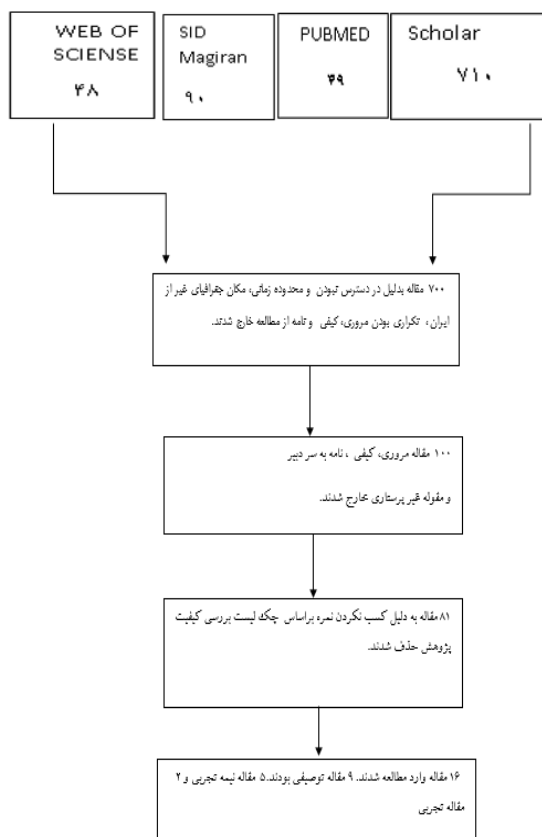 WEB OF
SCIENSE
۴۸
SID
Magiran
۹۰
PUBMED
۴۹
Scholar
۷۱۰
۷۰۰ مقاله بدلیل در دسترس نبودن و محدوده زمانی، مکان جغرافیای غیر از
ایران ، تکراری بودن مروری، کیفی و نامه از مطالعه خارج شدند.
۱۰۰ مقاله مروری، کیفی ، نامه به سر دبیر
و مقوله غیر پرستاری خارج شدند.
۸۱ مقاله به دلیل کسب نکردن نمره براساس چک لیست بررسی کیفیت
پژوهش حذف شدند.
۱۶ مقاله وارد مطالعه شدند. ۹ مقاله توصیفی بودند. ۵ مقاله نیمه تجربی و ۲
مقاله تجربی